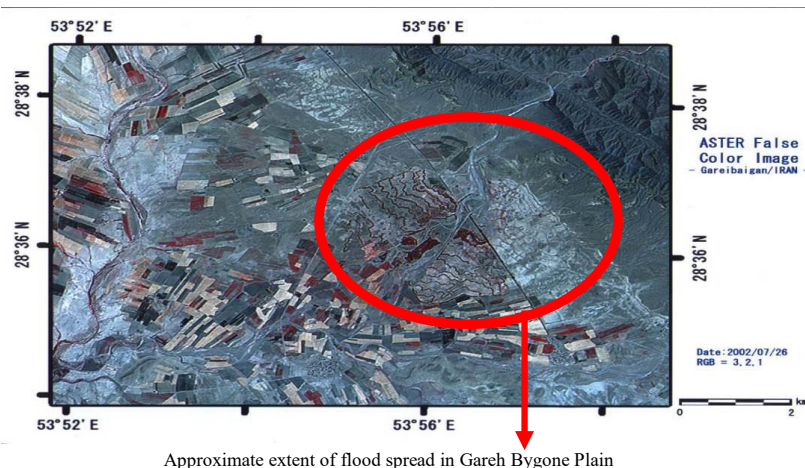 53°52' E 53°56' E
28°38' N
28°38' N
ASTER False
Color Image
- Gareibaigan/IRAN -
28°36' N
28°36' N
Date:2002/07/26
RGB = 3,2,1
0 2 km
53°52' E 53°56' E
Approximate extent of flood spread in Gareh Bygone Plain